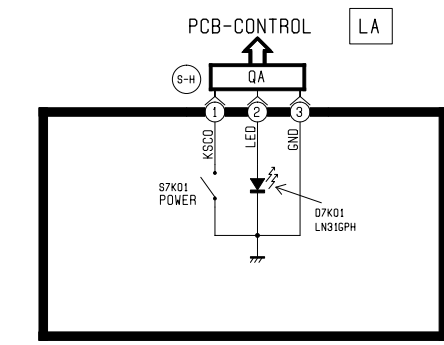 PCB-CONTROL
LA
S-H
QA
1 2 3
KSCO
LED
GND
S7K01
POWER
D7K01
LN31GPH